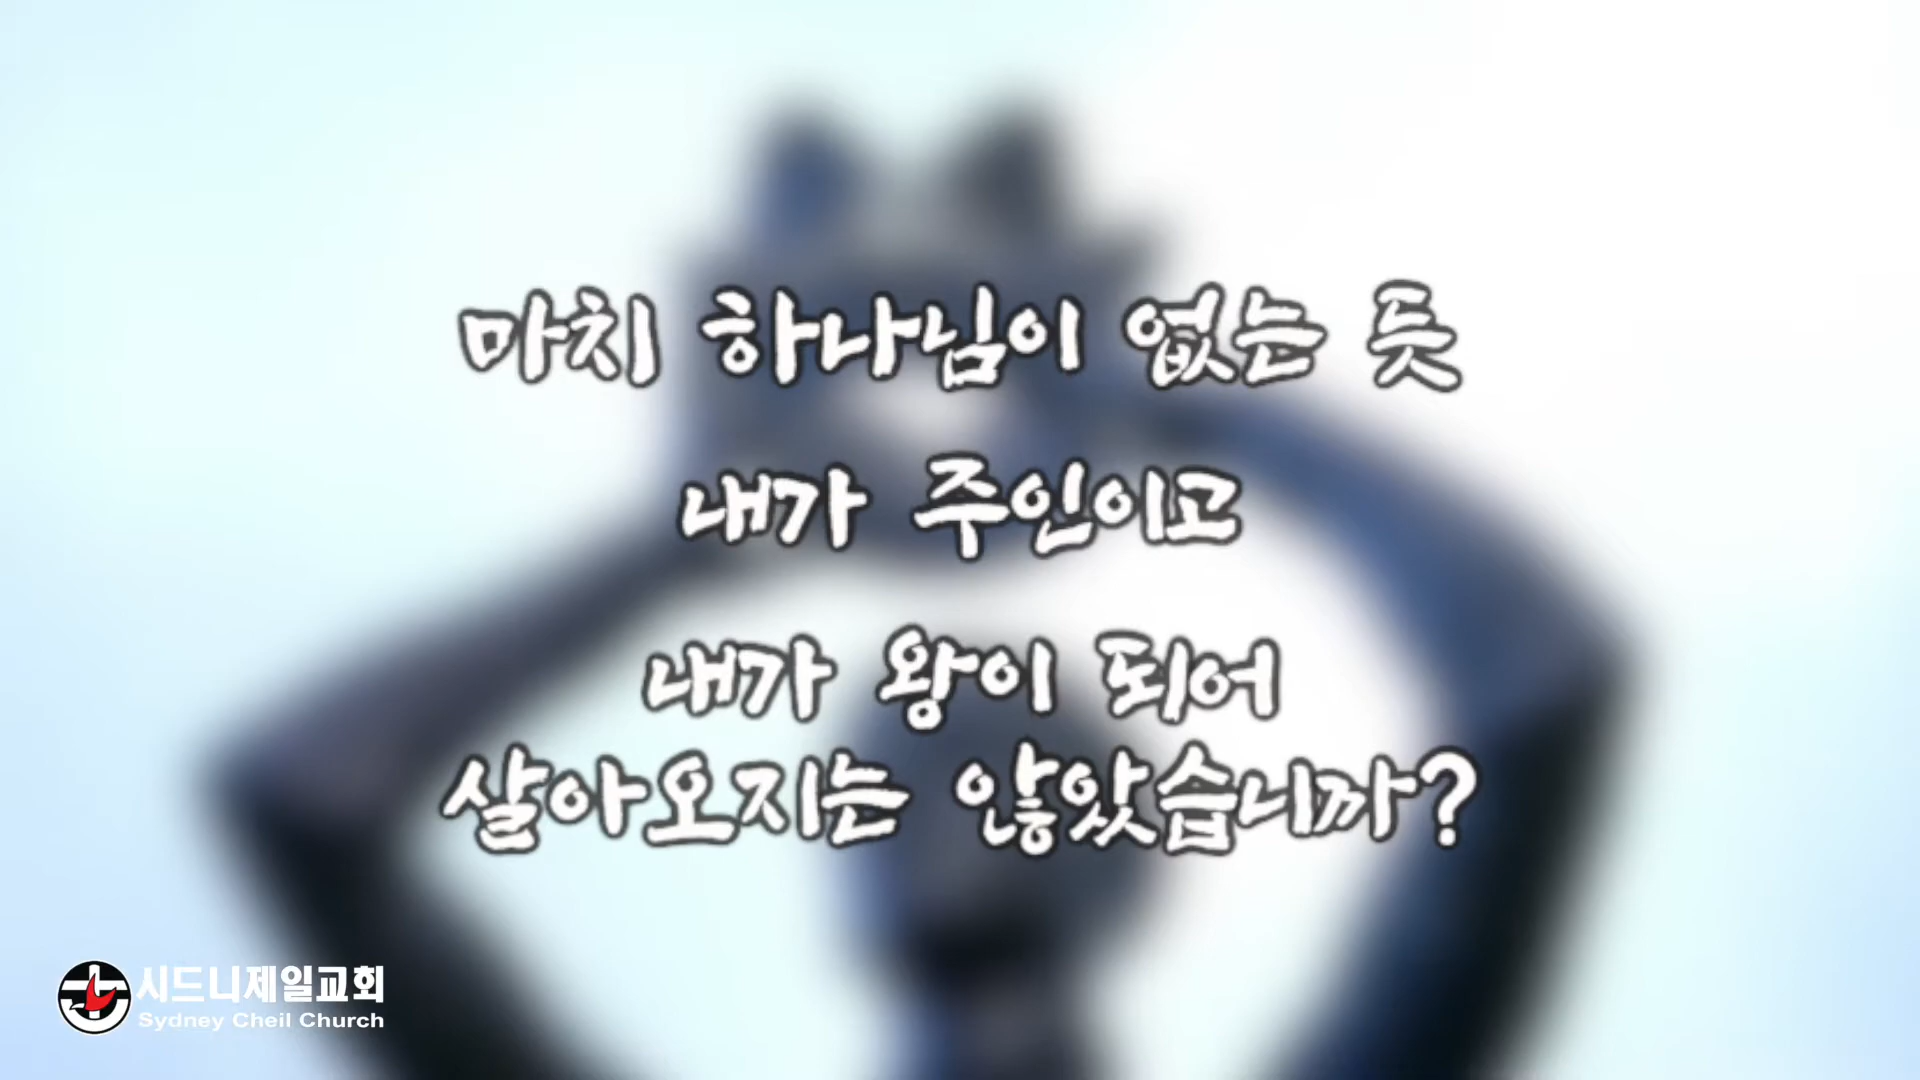 마치 하나님이 없는 듯
내가 주인이고
내가 왕이 되어
살아오지는 않았습니까?
시드니제일교회
Sydney Cheil Church